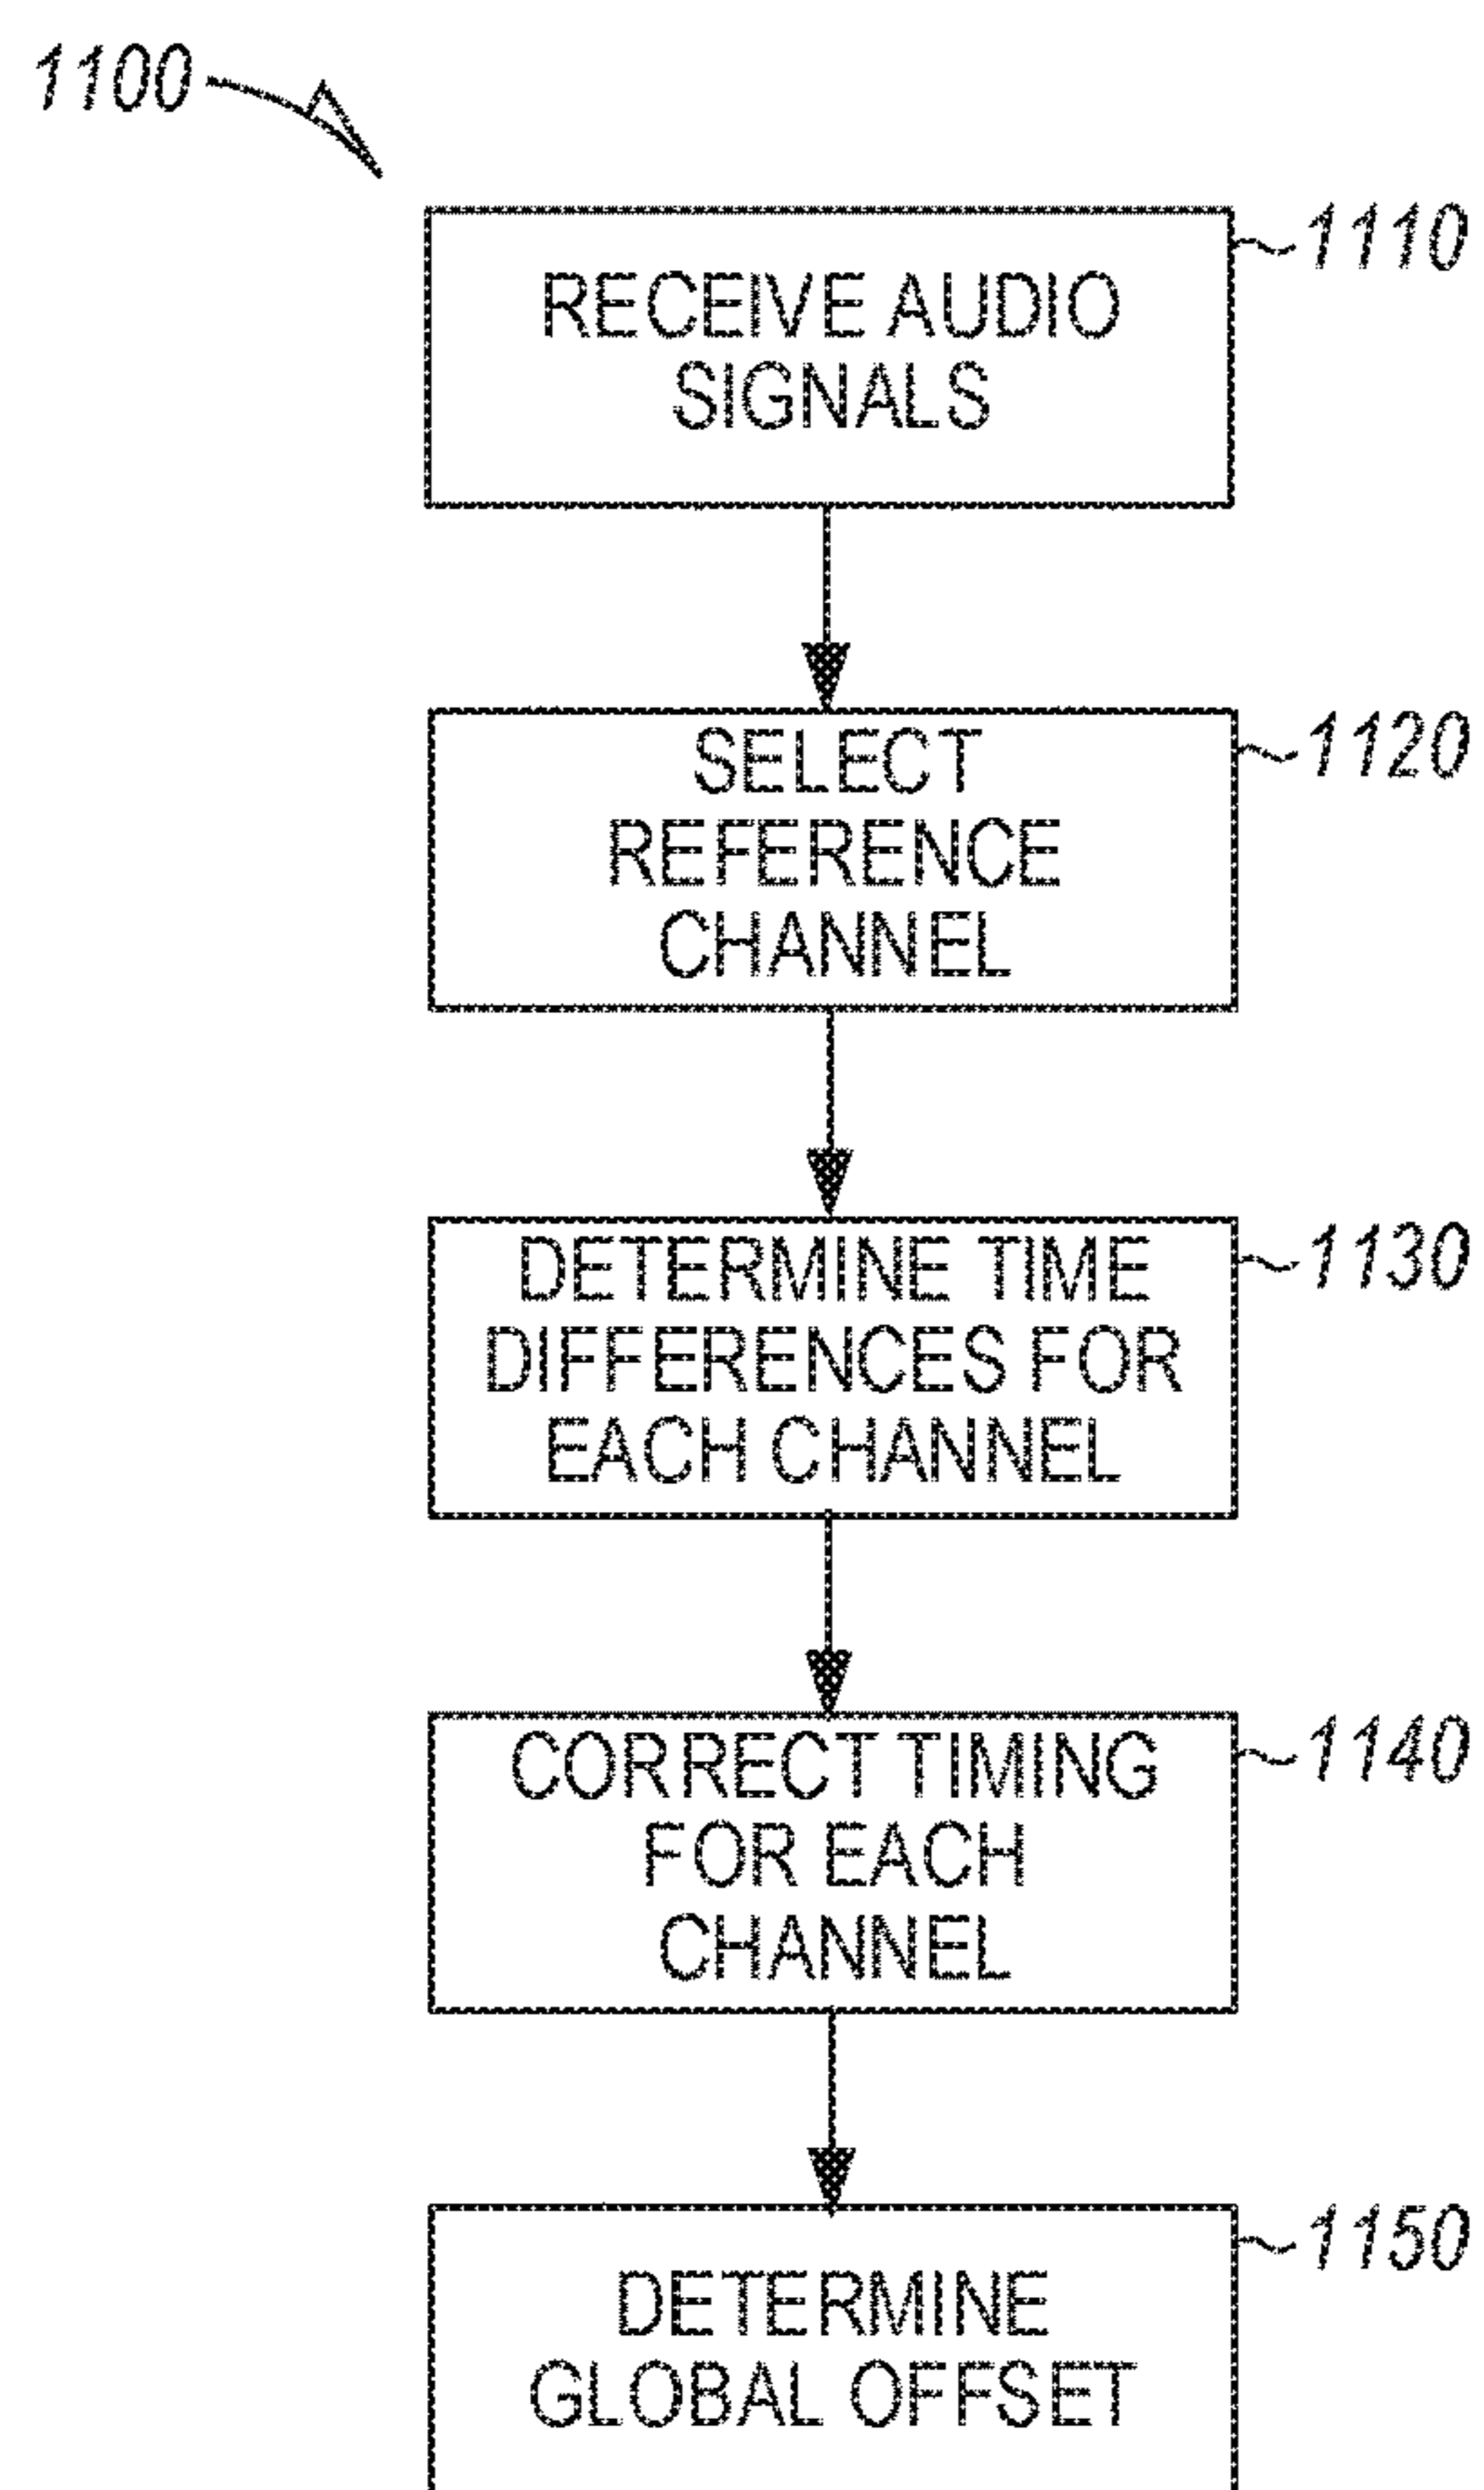 1100
RECEIVE AUDIO
SIGNALS
1110
SELECT
REFERENCE
CHANNEL
1120
DETERMINE TIME
DIFFERENCES FOR
EACH CHANNEL
1130
CORRECT TIMING
FOR EACH
CHANNEL
1140
DETERMINE
GLOBAL OFFSET
1150